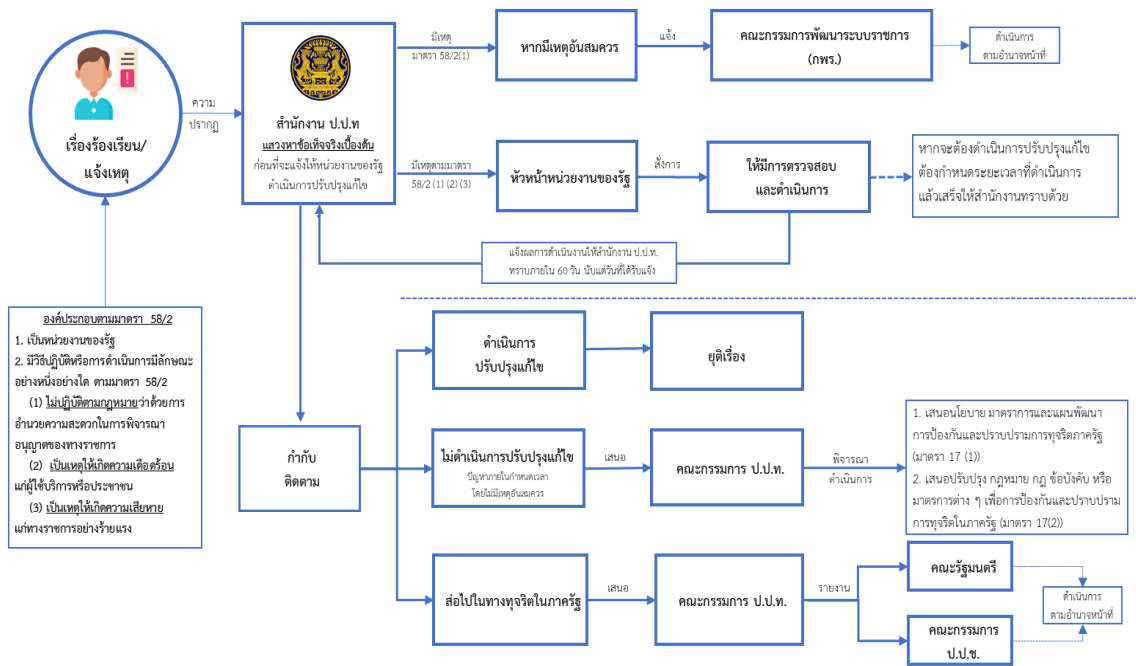 เรื่องร้องเรียน/
แจ้งเหตุ
ความ
ปรากฏ
สำนักงาน ป.ป.ท
แสวงหาข้อเท็จจริงเบื้องต้น
ก่อนที่จะแจ้งให้หน่วยงานของรัฐ
ดำเนินการปรับปรุงแก้ไข
มีเหตุ
มาตรา 58/2(1)
หากมีเหตุอันสมควร
แจ้ง
คณะกรรมการพัฒนาระบบราชการ
(กพร.)
ดำเนินการ
ตามอำนาจหน้าที่
มีเหตุตามมาตรา
58/2 (1) (2) (3)
หัวหน้าหน่วยงานของรัฐ
สั่งการ
ให้มีการตรวจสอบ
และดำเนินการ
หากจะต้องดำเนินการปรับปรุงแก้ไข
ต้องกำหนดระยะเวลาที่ดำเนินการ
แล้วเสร็จให้สำนักงานทราบด้วย
แจ้งผลการดำเนินงานให้สำนักงาน ป.ป.ท.
ทราบภายใน 60 วัน นับแต่วันที่ได้รับแจ้ง
องค์ประกอบตามมาตรา 58/2
1. เป็นหน่วยงานของรัฐ
2. มีวิธีปฏิบัติหรือการดำเนินการมีลักษณะ
อย่างหนึ่งอย่างใด ตามมาตรา 58/2
(1) ไม่ปฏิบัติตามกฎหมายว่าด้วยการ
อำนวยความสะดวกในการพิจารณา
อนุญาตของทางราชการ
(2) เป็นเหตุให้เกิดความเดือดร้อน
แก่ผู้ใช้บริการหรือประชาชน
(3) เป็นเหตุให้เกิดความเสียหาย
แก่ทางราชการอย่างร้ายแรง
กำกับ
ติดตาม
ดำเนินการ
ปรับปรุงแก้ไข
ยุติเรื่อง
ไม่ดำเนินการปรับปรุงแก้ไข
ปัญหาภายในกำหนดเวลา
โดยไม่มีเหตุอันสมควร
เสนอ
คณะกรรมการ ป.ป.ท.
พิจารณา
ดำเนินการ
1. เสนอนโยบาย มาตราการและแผนพัฒนา
การป้องกันและปราบปรามการทุจริตภาครัฐ
(มาตรา 17 (1))
2. เสนอปรับปรุง กฎหมาย กฎ ข้อบังคับ หรือ
มาตรการต่าง ๆ เพื่อการป้องกันและปราบปราม
การทุจริตในภาครัฐ (มาตรา 17(2))
ส่อไปในทางทุจริตในภาครัฐ
เสนอ
คณะกรรมการ ป.ป.ท.
รายงาน
คณะรัฐมนตรี
คณะกรรมการ
ป.ป.ช.
ดำเนินการ
ตามอำนาจหน้าที่